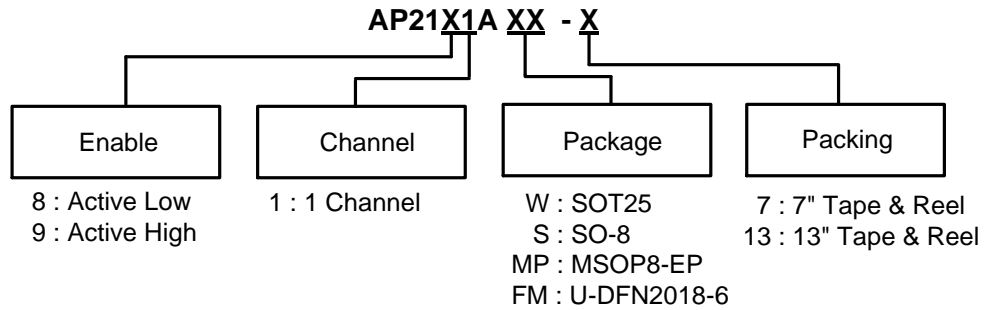 AP21X1A XX - X
Enable
Channel
Package
Packing
8 : Active Low
9 : Active High
1 : 1 Channel
W : SOT25
S : SO-8
MP : MSOP8-EP
FM : U-DFN2018-6
7 : 7" Tape & Reel
13 : 13" Tape & Reel